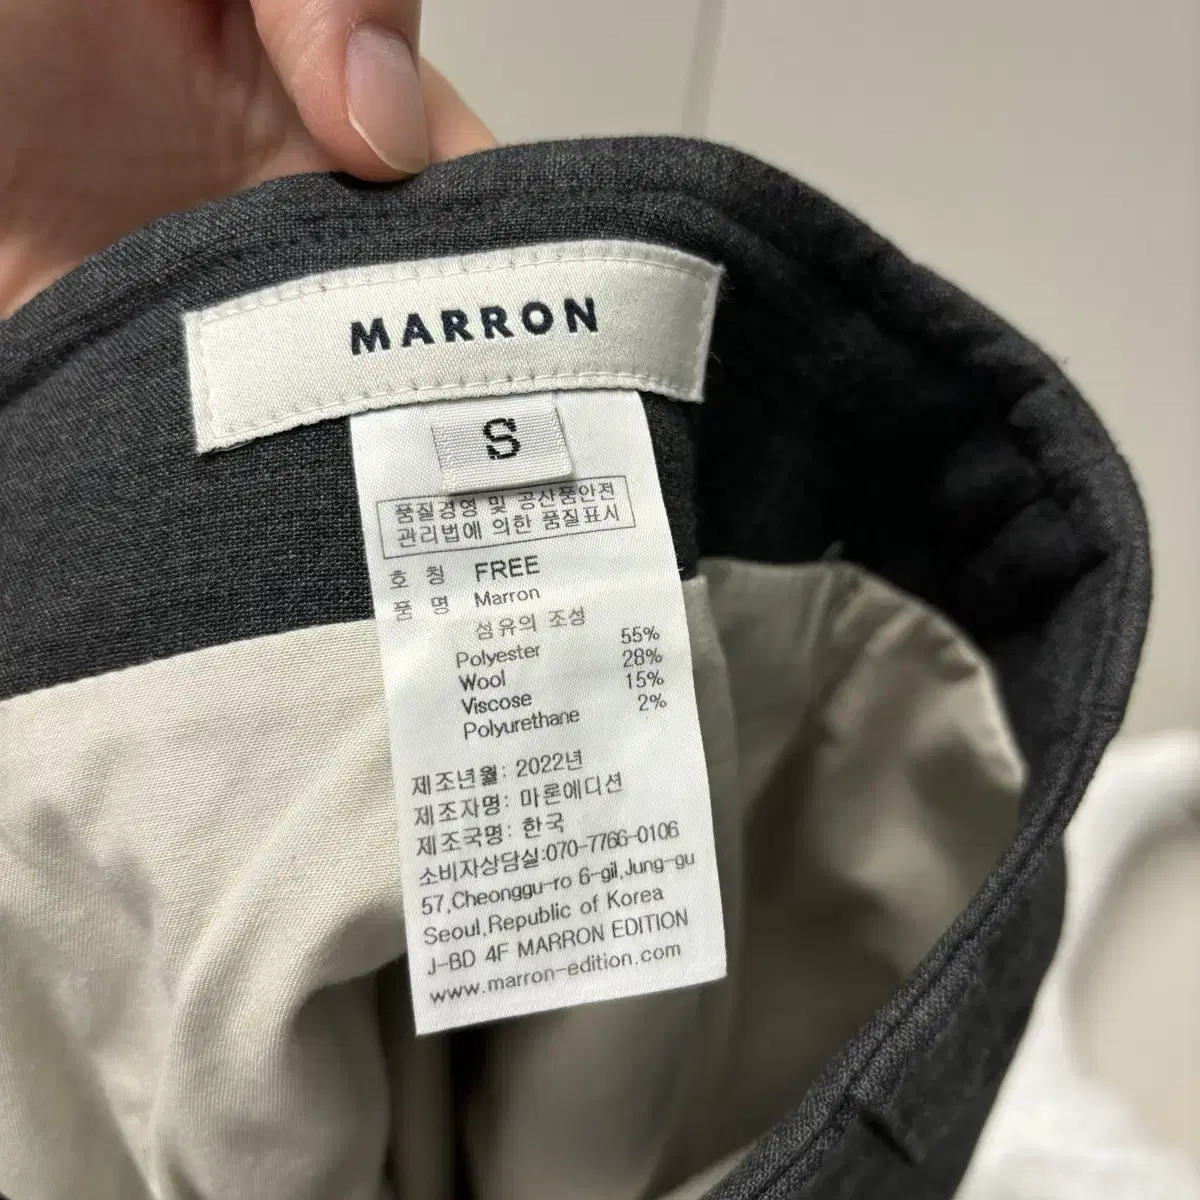 MARRON
S
품질경영 및 공산품안전
관리법에 의한 품질표시
호 칭 FREE
품 명 Marron
섬유의 조성
Polyester 55%
Wool 28%
Viscose 15%
Polyurethane 2%
제조년월: 2022년
제조자명: 마론에디션
제조국명: 한국
소비자상담실:070-7766-0106
57,Cheonggu-ro 6-gil,Jung-gu
Seoul,Republic of Korea
J-BD 4F MARRON EDITION
www.marron-edition.com